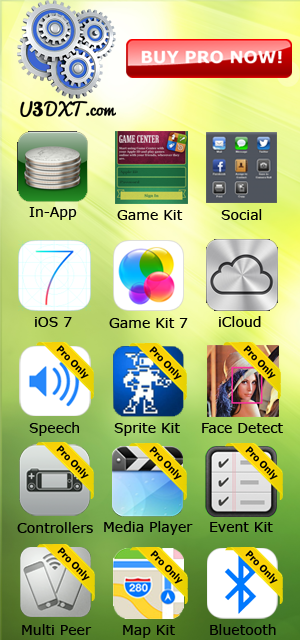 U3DXT.com
BUY PRO NOW!
GAME CENTER
In-App
Game Kit
Social
7
iOS 7
Game Kit 7
iCloud
Pro Only
Pro Only
Pro Only
Speech
Sprite Kit
Face Detect
Pro Only
Pro Only
Pro Only
Controllers
Media Player
Event Kit
Pro Only
Pro Only
Pro Only
280
Multi Peer
Map Kit
Bluetooth